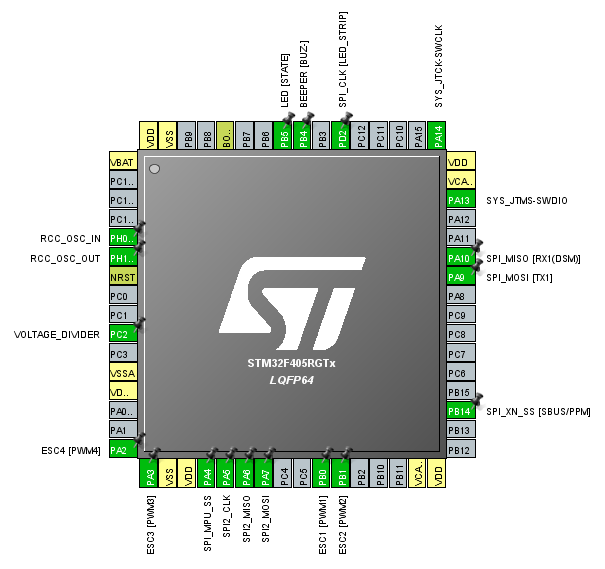 LED [STATE]
BEEPER [BUZ-]
SPI_CLK [LED_STRIP]
SYS_JTCK-SWCLK
VDD
VSS
PB9
PB8
BO..
PB7
PB6
PB5
PB4
PB3
PD2
PC12
PC11
PC10
PA15
PA14
VBAT
PC1..
PC1..
PC1..
RCC_OSC_IN
PH0..
RCC_OSC_OUT
PH1..
NRST
PC0
PC1
VOLTAGE_DIVIDER
PC2
PC3
VSSA
VD..
PA0..
PA1
ESC4 [PWM4]
PA2
STM32F405RGTx
LQFP64
VDD
VCA..
PA13
SYS_JTMS-SWDIO
PA12
PA11
PA10
SPI_MISO [RX1(DSM)]
PA9
SPI_MOSI [TX1]
PA8
PC9
PC8
PC7
PC6
PB15
PB14
SPI_XN_SS [SBUS/PPM]
PB13
PB12
PA3
VSS
VDD
PA4
PA5
PA6
PA7
PC4
PC5
PB0
PB1
PB2
PB10
PB11
VCA.
VDD
ESC3 [PWM3]
SPI_MPU_SS
SPI2_CLK
SPI2_MISO
SPI2_MOSI
ESC1 [PWM1]
ESC2 [PWM2]